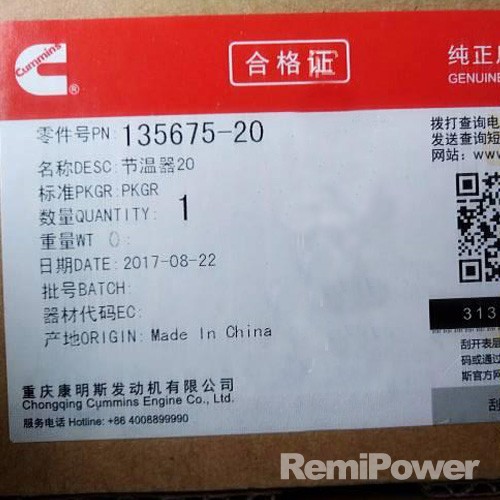 Cummins
®
合格证
纯正
GENUINE
零件号PN: 135675-20
名称DESC: 节温器20
标准PKGR: PKGR
数量QUANTITY: 1
重量WT 0:
日期DATE: 2017-08-22
批号BATCH:
器材代码EC:
产地ORIGIN: Made In China
重庆康明斯发动机有限公司
Chongqing Cummins Engine Co., Ltd.
服务电话 Hotline: +86 4008899990
拨打查询电
发送查询短
网站: www.
313
刮开表层
码或通过
斯官方网
刮
RemiPower